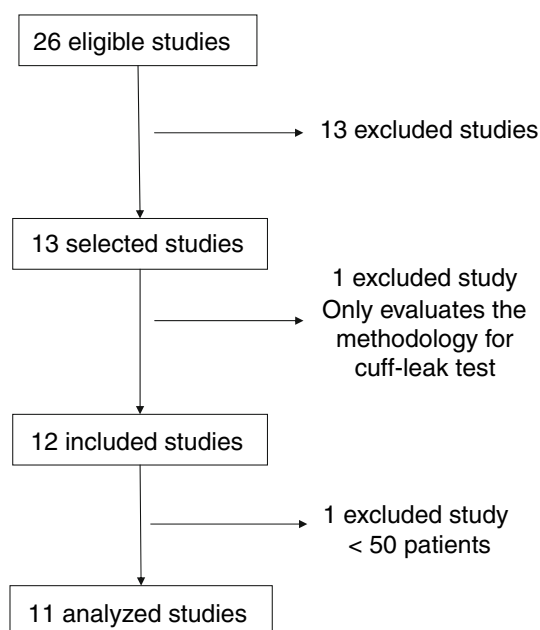 26 eligible studies
13 excluded studies
13 selected studies
1 excluded study
Only evaluates the
methodology for
cuff-leak test
12 included studies
1 excluded study
< 50 patients
11 analyzed studies